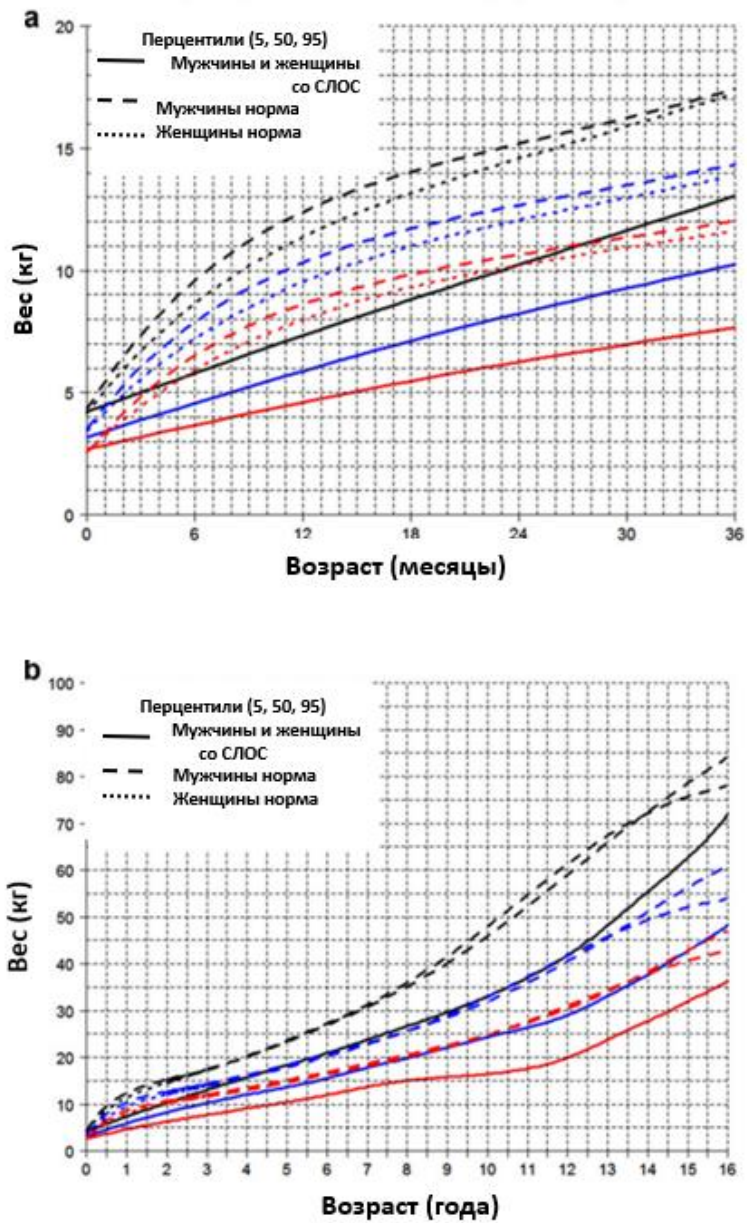 a
20
Перцентили (5, 50, 95)
Мужчины и женщины
со СЛОС
Мужчины норма
Женщины норма
15
10
5
0
Вес (кг)
0 6 12 18 24 30 36
Возраст (месяцы)
b
100
Перцентили (5, 50, 95)
Мужчины и женщины
со СЛОС
Мужчины норма
Женщины норма
90
80
70
60
50
40
30
20
10
0
Вес (кг)
0 1 2 3 4 5 6 7 8 9 10 11 12 13 14 15 16
Возраст (года)